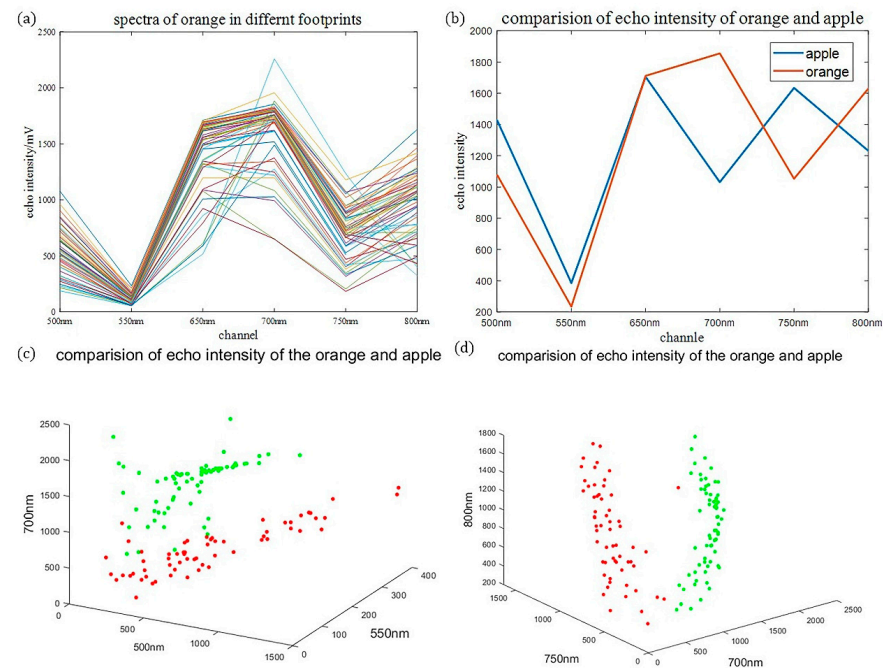 (a)
spectra of orange in differnt footprints
2500
2000
1500
1000
500
0
echo intensity/mV
500nm 550nm 650nm 700nm 750nm 800nm
channel
(b)
comparision of echo intensity of orange and apple
2000
1800
1600
1400
1200
1000
800
600
400
200
echo intensity
apple
orange
500nm 550nm 650nm 700nm 750nm 800nm
channle
(c)
comparision of echo intensity of the orange and apple
2500
2000
1500
1000
500
0
700nm
0 500 1000 1500
500nm
0 100 200 300 400
550nm
(d)
comparision of echo intensity of the orange and apple
1800
1600
1400
1200
1000
800
600
400
200
800nm
1500 1000 500 0
750nm
0 500 1000 1500 2000 2500
700nm